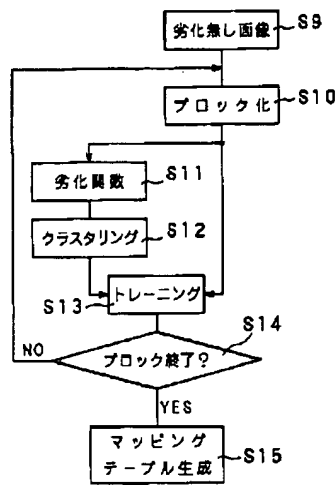 劣化無し画像
S9
ブロック化
S10
劣化関数
S11
クラスタリング
S12
トレーニング
S13
ブロック終了?
S14
NO
YES
マッピング
テーブル生成
S15